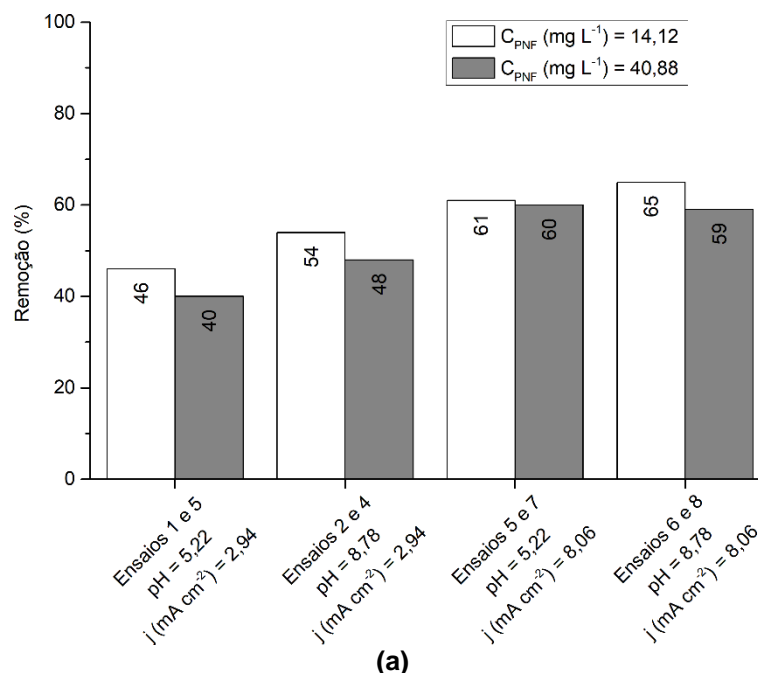 C_PNF (mg L⁻¹) = 14,12
C_PNF (mg L⁻¹) = 40,88
Remoção (%)
100
80
60
40
20
0
46
40
54
48
61
60
65
59
Ensaios 1 e 5
pH = 5,22
j (mA cm⁻²) = 2,94
Ensaios 2 e 4
pH = 8,78
j (mA cm⁻²) = 2,94
Ensaios 5 e 7
pH = 5,22
j (mA cm⁻²) = 8,06
Ensaios 6 e 8
pH = 8,78
j (mA cm⁻²) = 8,06
(a)